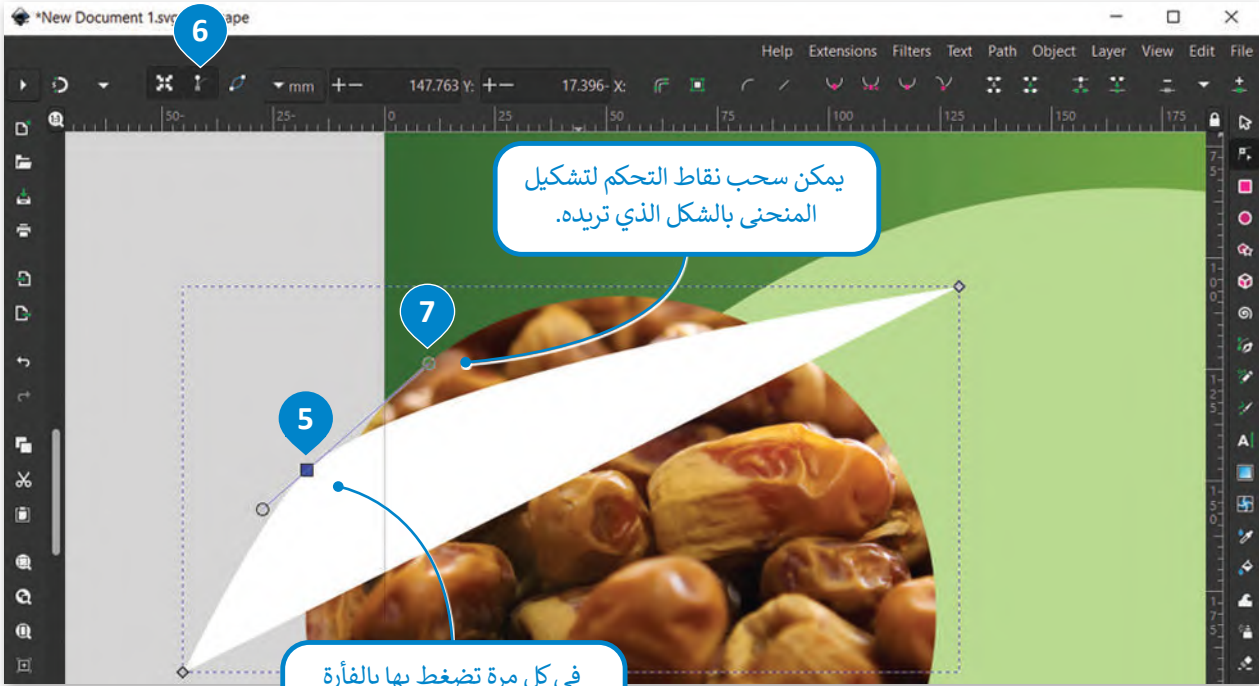 *New Document 1.svg
ape
6
Help Extensions Filters Text Path Object Layer View Edit File
mm 147.763 Y: 17.396- X:
50- 25- 0 25 50 75 100 125 150 175
يمكن سحب نقاط التحكم لتشكيل
المنحنى بالشكل الذي تريده.
7
5
في كل مرة تضغط بها بالفأرة